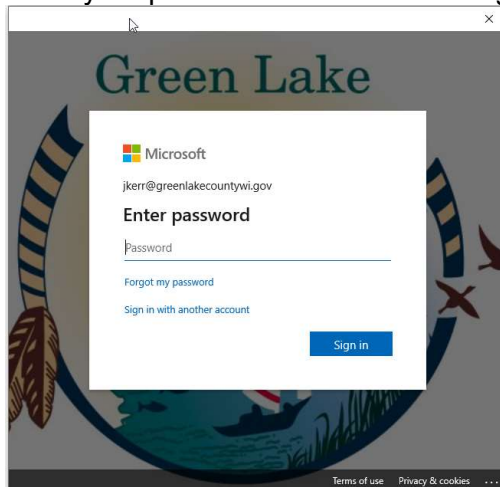 Green Lake
Microsoft
jkerr@greenlakecountywi.gov
Enter password
Password
Forgot my password
Sign in with another account
Sign in
Terms of use Privacy & cookies ...